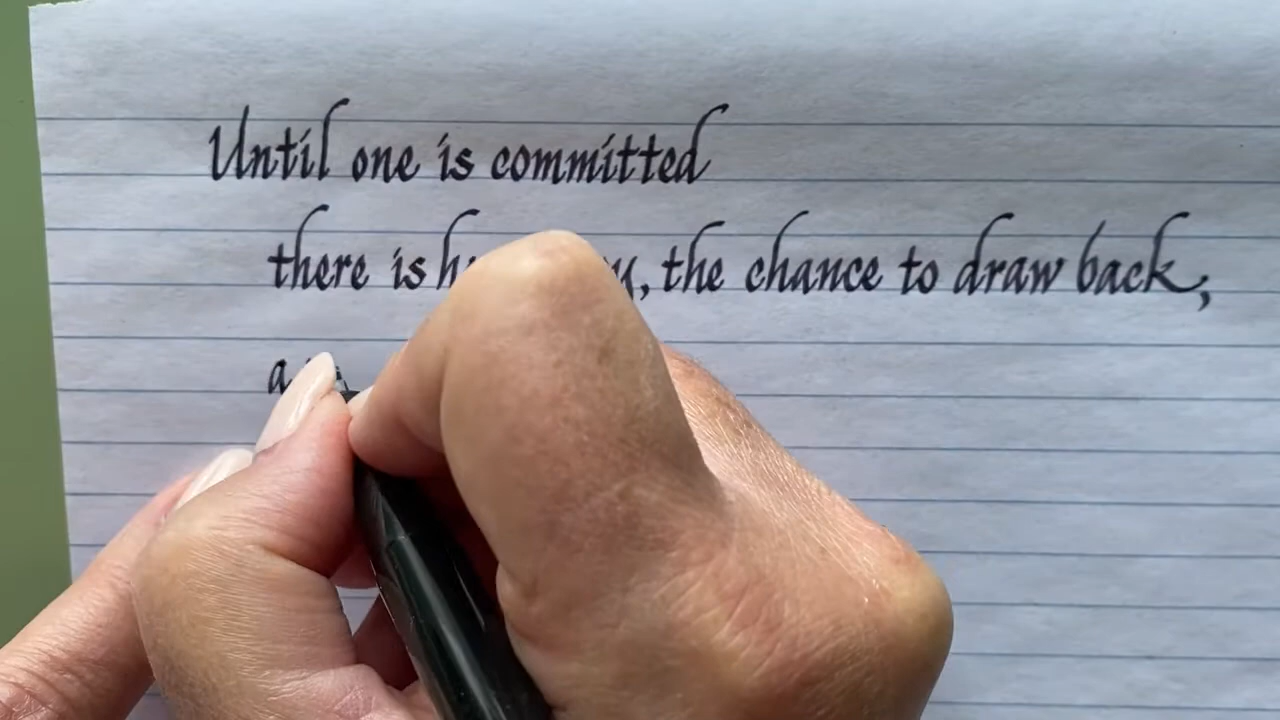 Until one is committed
there is the chance to draw back,